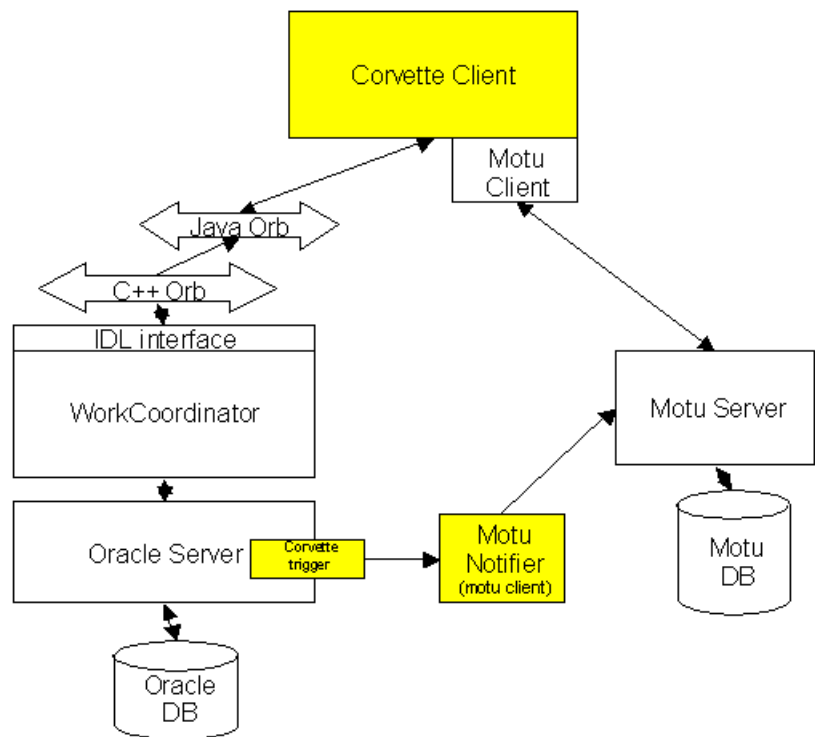 Corvette Client
Motu
Client
Java Orb
C++ Orb
IDL interface
WorkCoordinator
Motu Server
Oracle Server
Corvette
trigger
Motu
Notifier
(motu client)
Motu
DB
Oracle
DB